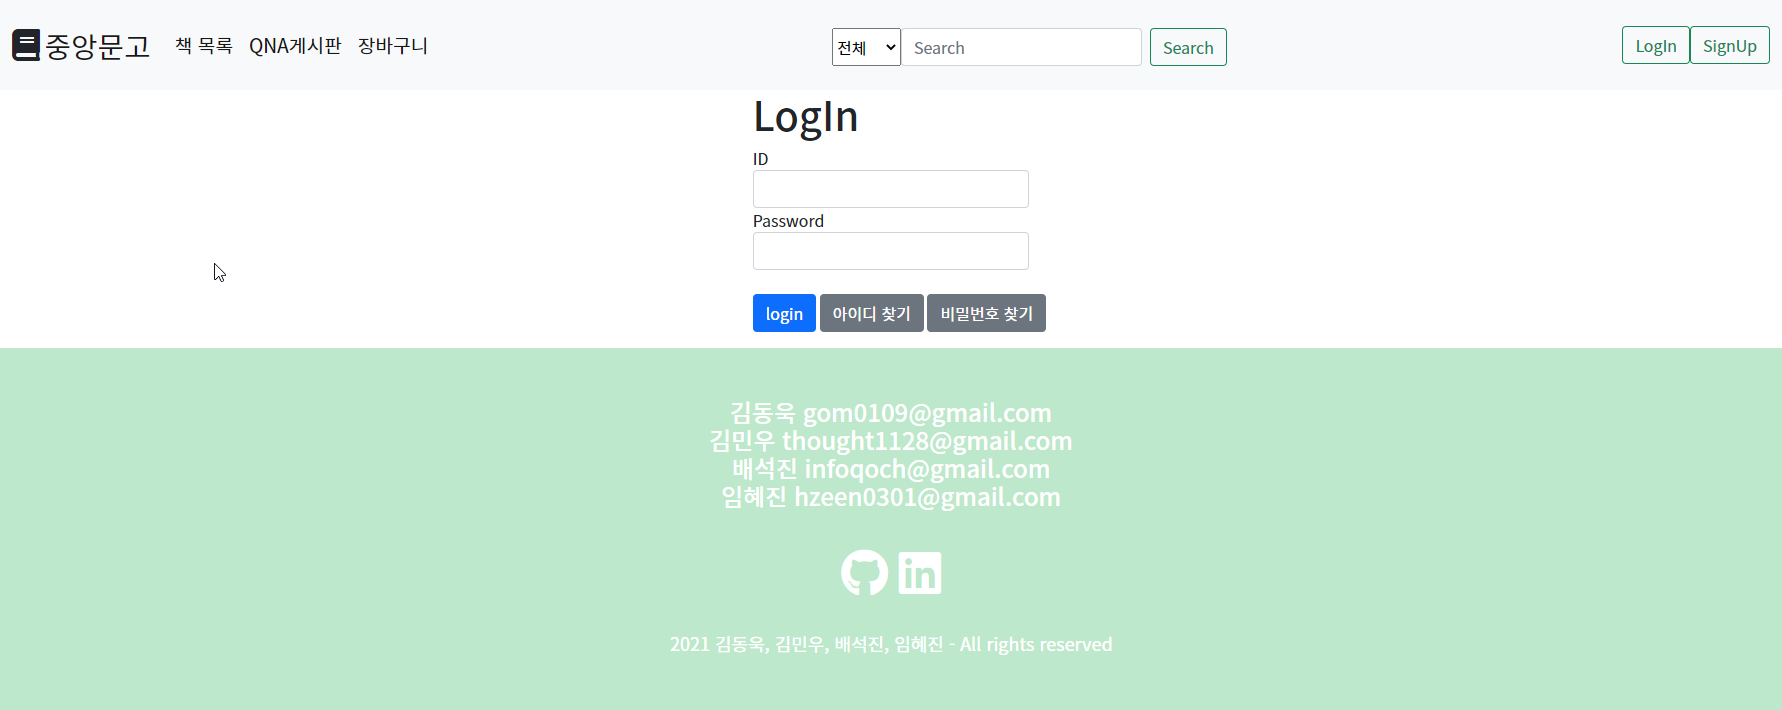 중앙문고 책 목록 QNA게시판 장바구니 전체 Search Search LogIn SignUp
LogIn
ID
Password
login 아이디 찾기 비밀번호 찾기
김동욱 gom0109@gmail.com
김민우 thought1128@gmail.com
배석진 infoqoch@gmail.com
임혜진 hzeen0301@gmail.com
in
2021 김동욱, 김민우, 배석진, 임혜진 - All rights reserved